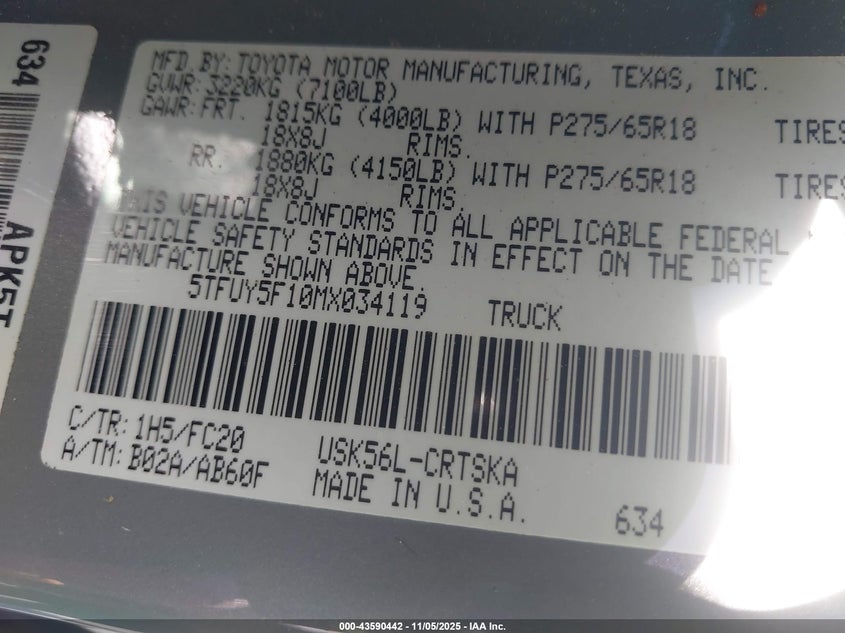 634
APK5T
MFD.BY: TOYOTA MOTOR MANUFACTURING, TEXAS, INC.
GVWR: 3220KG (7100LB)
GAWR: FRT. 1815KG (4000LB) WITH P275/65R18 TIRES
18X8J RIMS.
RR. 1880KG (4150LB) WITH P275/65R18 TIRES
18X8J RIMS.
THIS VEHICLE CONFORMS TO ALL APPLICABLE FEDERAL
VEHICLE SAFETY STANDARDS IN EFFECT ON THE DATE
MANUFACTURE SHOWN ABOVE.
5TFUY5F10MX034119 TRUCK
C/TR: 1H5/FC20
A/TM: B02A/AB60F
USK56L-CRTSKA
MADE IN U.S.A.
634
000-43590442 - 11/05/2025 - IAA Inc.